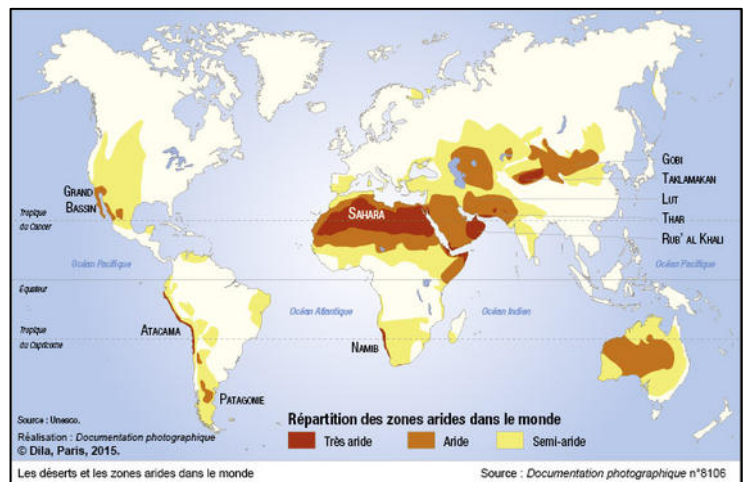 GOBI
TAKLAMAKAN
LUT
THAR
RUB' AL KHALI
GRAND
BASSIN
SAHARA
Tropique
du Cancer
Océan Pacifique
Océan Pacifique
Équateur
Océan Atlantique
Océan Indien
Tropique
du Capricorne
ATACAMA
NAMIB
PATAGONIE
Source : Unesco.
Réalisation : Documentation photographique
© Dila, Paris, 2015.
Répartition des zones arides dans le monde
Très aride
Aride
Semi-aride
Les déserts et les zones arides dans le monde
Source : Documentation photographique n°8106